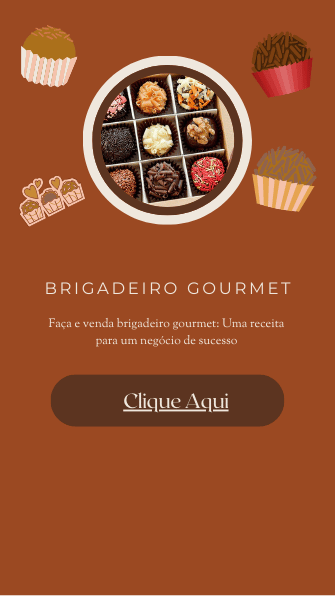 BRIGADEIRO GOURMET
Faça e venda brigadeiro gourmet: Uma receita
para um negócio de sucesso
Clique Aqui